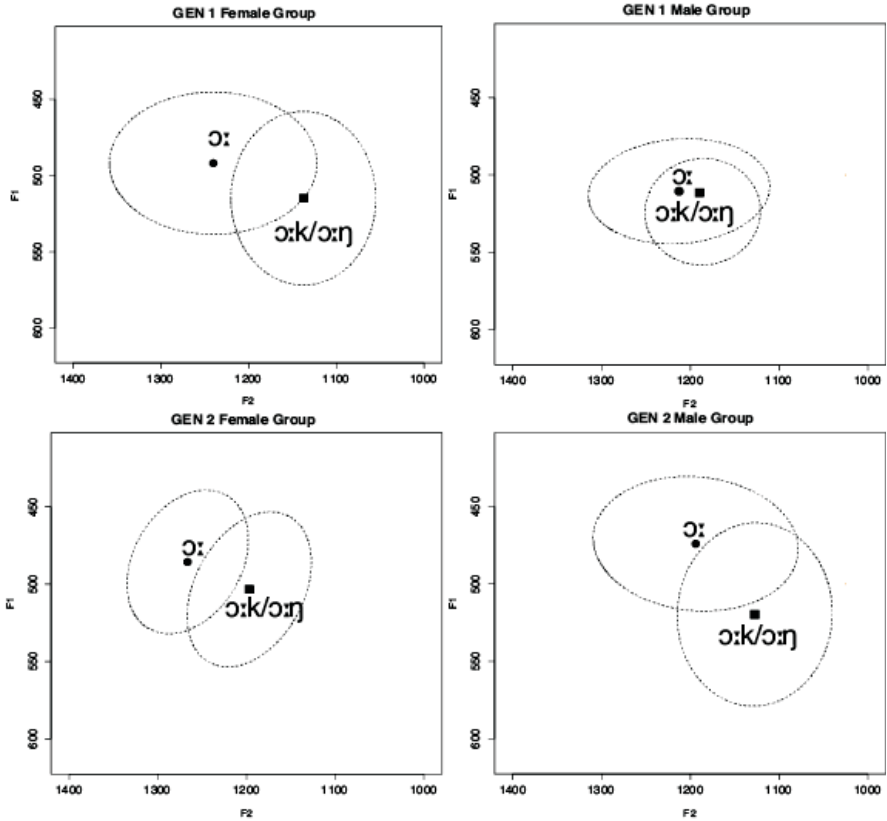 GEN 1 Female Group
450
500
550
600
F1
ɔː
ɔːk/ɔːŋ
1400 1300 1200 1100 1000
F2
GEN 1 Male Group
450
500
550
600
F1
ɔː
ɔːk/ɔːŋ
1400 1300 1200 1100 1000
F2
GEN 2 Female Group
450
500
550
600
F1
ɔː
ɔːk/ɔːŋ
1400 1300 1200 1100 1000
F2
GEN 2 Male Group
450
500
550
600
F1
ɔː
ɔːk/ɔːŋ
1400 1300 1200 1100 1000
F2